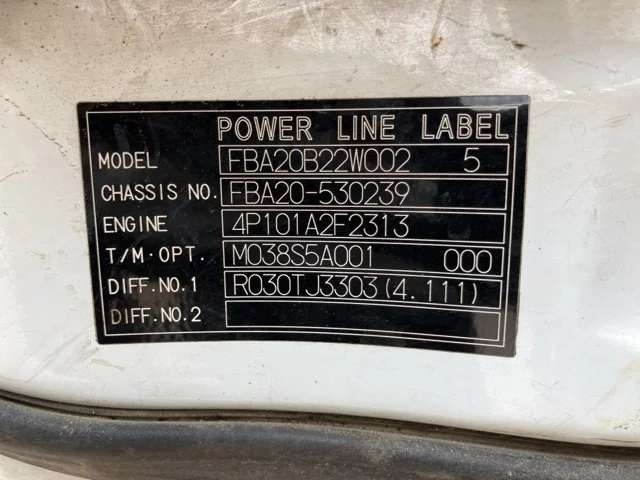 POWER LINE LABEL
MODEL FBA20B22W002 5
CHASSIS NO. FBA20-530239
ENGINE 4P101A2F2313
T/M·OPT. M038S5A001 000
DIFF.NO.1 R030TJ3303(4.111)
DIFF.NO.2